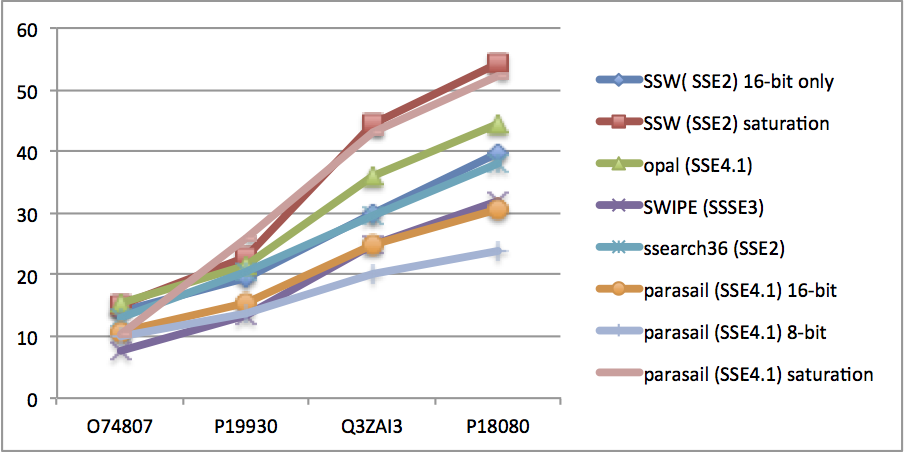 60
50
40
30
20
10
0
O74807 P19930 Q3ZAI3 P18080
SSW( SSE2) 16-bit only
SSW (SSE2) saturation
opal (SSE4.1)
SWIPE (SSSE3)
ssearch36 (SSE2)
parasail (SSE4.1) 16-bit
parasail (SSE4.1) 8-bit
parasail (SSE4.1) saturation